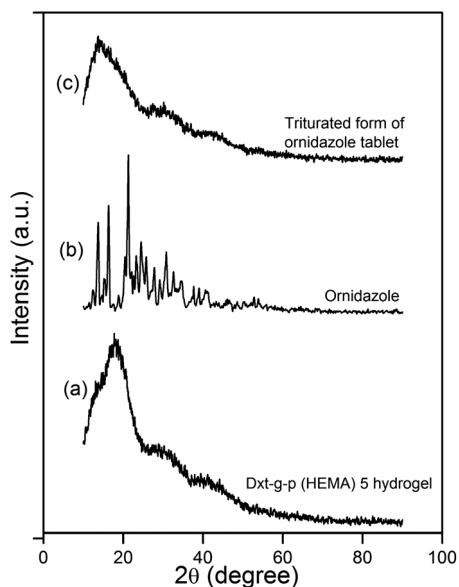 (c)
Triturated form of
ornidazole tablet
(b)
Ornidazole
(a)
Dxt-g-p (HEMA) 5 hydrogel
Intensity (a.u.)
0 20 40 60 80 100
2θ (degree)